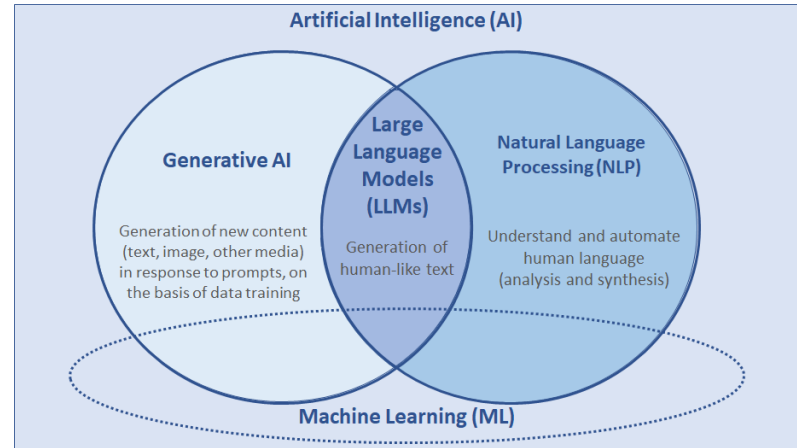 Artificial Intelligence (AI)
Generative AI
Generation of new content
(text, image, other media)
in response to prompts, on
the basis of data training
Large
Language
Models
(LLMs)
Generation of
human-like text
Natural Language
Processing (NLP)
Understand and automate
human language
(analysis and synthesis)
Machine Learning (ML)